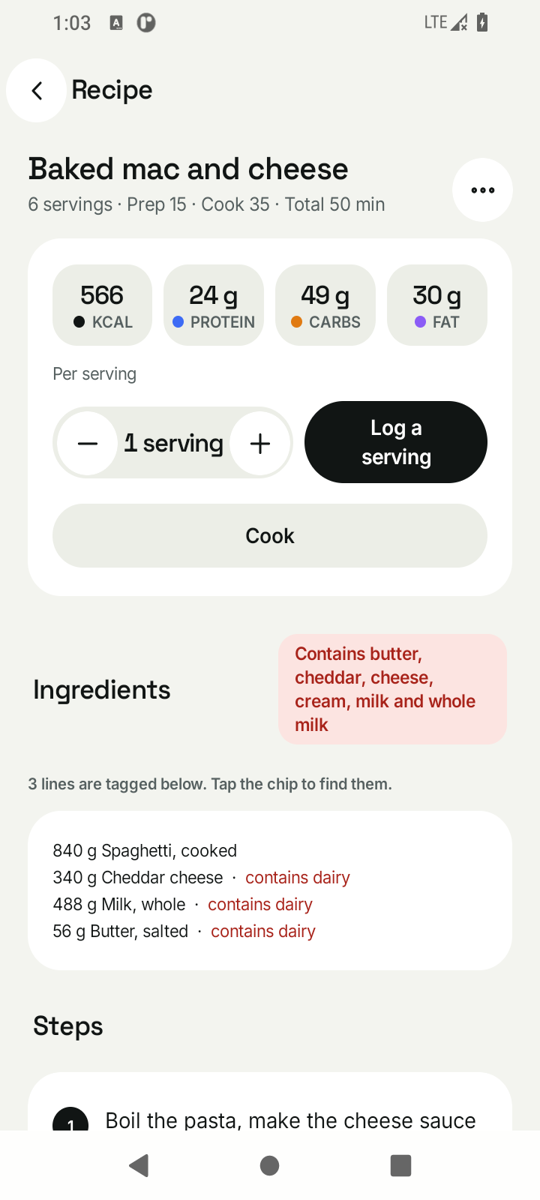 1:03
LTE
Recipe
Baked mac and cheese
6 servings · Prep 15 · Cook 35 · Total 50 min
566
KCAL
24 g
PROTEIN
49 g
CARBS
30 g
FAT
Per serving
1 serving
Log a
serving
Cook
Ingredients
Contains butter,
cheddar, cheese,
cream, milk and whole
milk
3 lines are tagged below. Tap the chip to find them.
840 g Spaghetti, cooked
340 g Cheddar cheese · contains dairy
488 g Milk, whole · contains dairy
56 g Butter, salted · contains dairy
Steps
1 Boil the pasta, make the cheese sauce